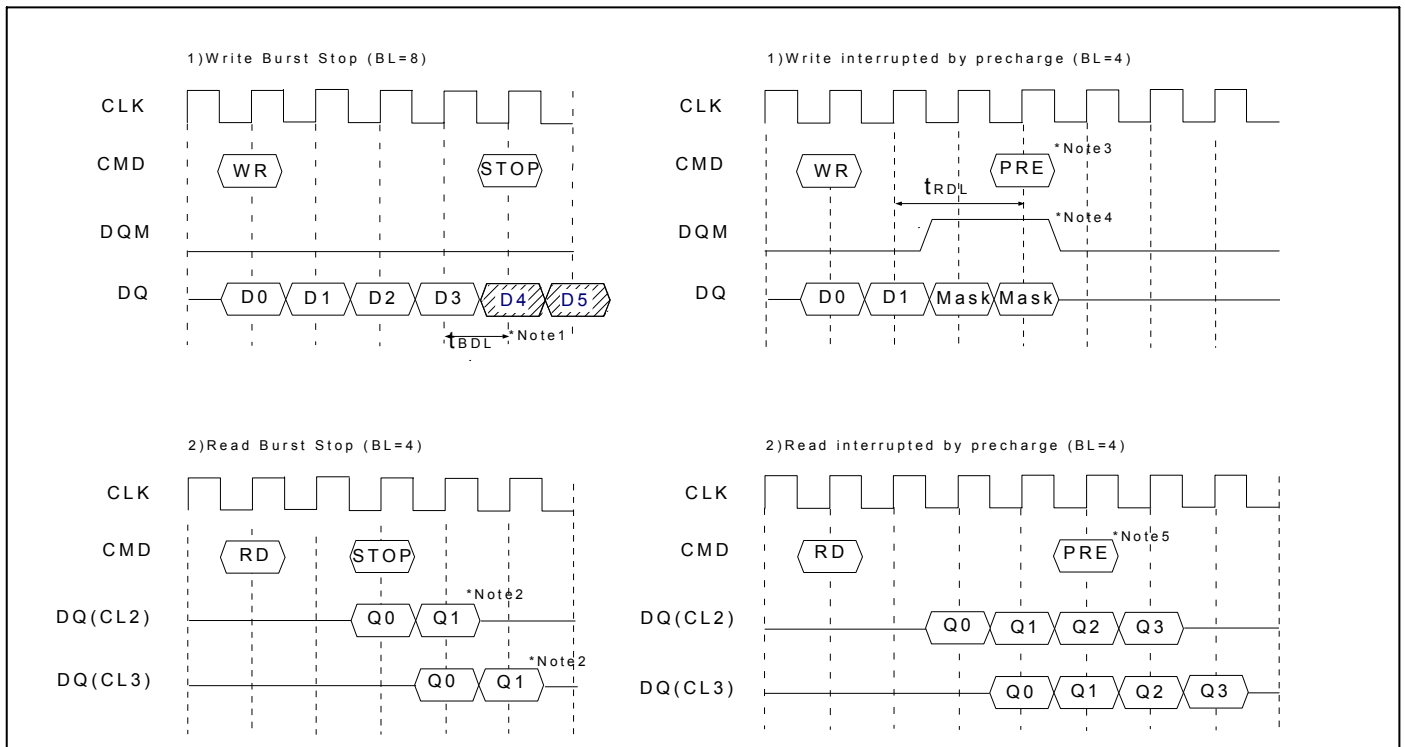 1)Write Burst Stop (BL=8)
CLK
CMD
WR
STOP
DQM
DQ
D0
D1
D2
D3
D4
D5
tBDL
*Note1
1)Write interrupted by precharge (BL=4)
CLK
CMD
WR
PRE
*Note3
tRDL
DQM
*Note4
DQ
D0
D1
Mask
Mask
2)Read Burst Stop (BL=4)
CLK
CMD
RD
STOP
*Note2
DQ(CL2)
Q0
Q1
*Note2
DQ(CL3)
Q0
Q1
2)Read interrupted by precharge (BL=4)
CLK
CMD
RD
PRE
*Note5
DQ(CL2)
Q0
Q1
Q2
Q3
DQ(CL3)
Q0
Q1
Q2
Q3